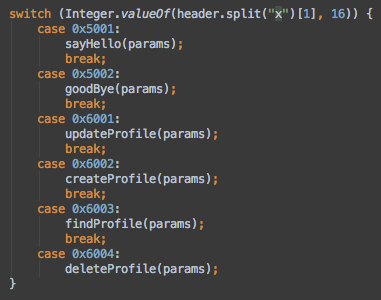 switch (Integer.valueOf(header.split("x")[1], 16)) {
    case 0x5001:
        sayHello(params);
        break;
    case 0x5002:
        goodBye(params);
        break;
    case 0x6001:
        updateProfile(params);
        break;
    case 0x6002:
        createProfile(params);
        break;
    case 0x6003:
        findProfile(params);
        break;
    case 0x6004:
        deleteProfile(params);
}